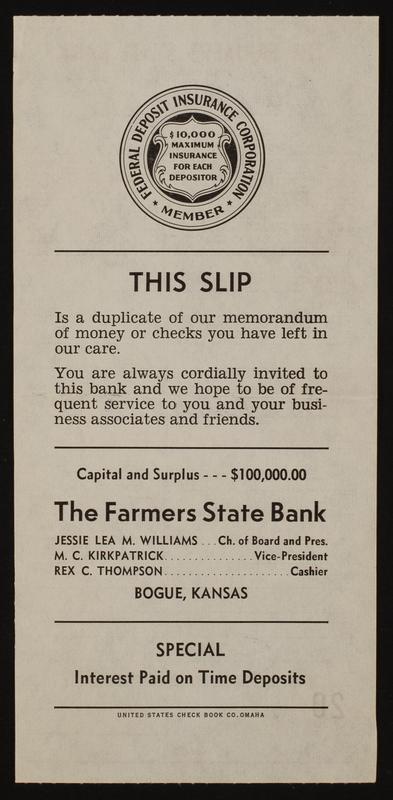 FEDERAL DEPOSIT INSURANCE CORPORATION
$10,000
MAXIMUM
INSURANCE
FOR EACH
DEPOSITOR
★ MEMBER ★
THIS SLIP
Is a duplicate of our memorandum
of money or checks you have left in
our care.
You are always cordially invited to
this bank and we hope to be of fre-
quent service to you and your busi-
ness associates and friends.
Capital and Surplus - - - $100,000.00
The Farmers State Bank
JESSIE LEA M. WILLIAMS ... Ch. of Board and Pres.
M. C. KIRKPATRICK...............Vice-President
REX C. THOMPSON.....................Cashier
BOGUE, KANSAS
SPECIAL
Interest Paid on Time Deposits
UNITED STATES CHECK BOOK CO. OMAHA